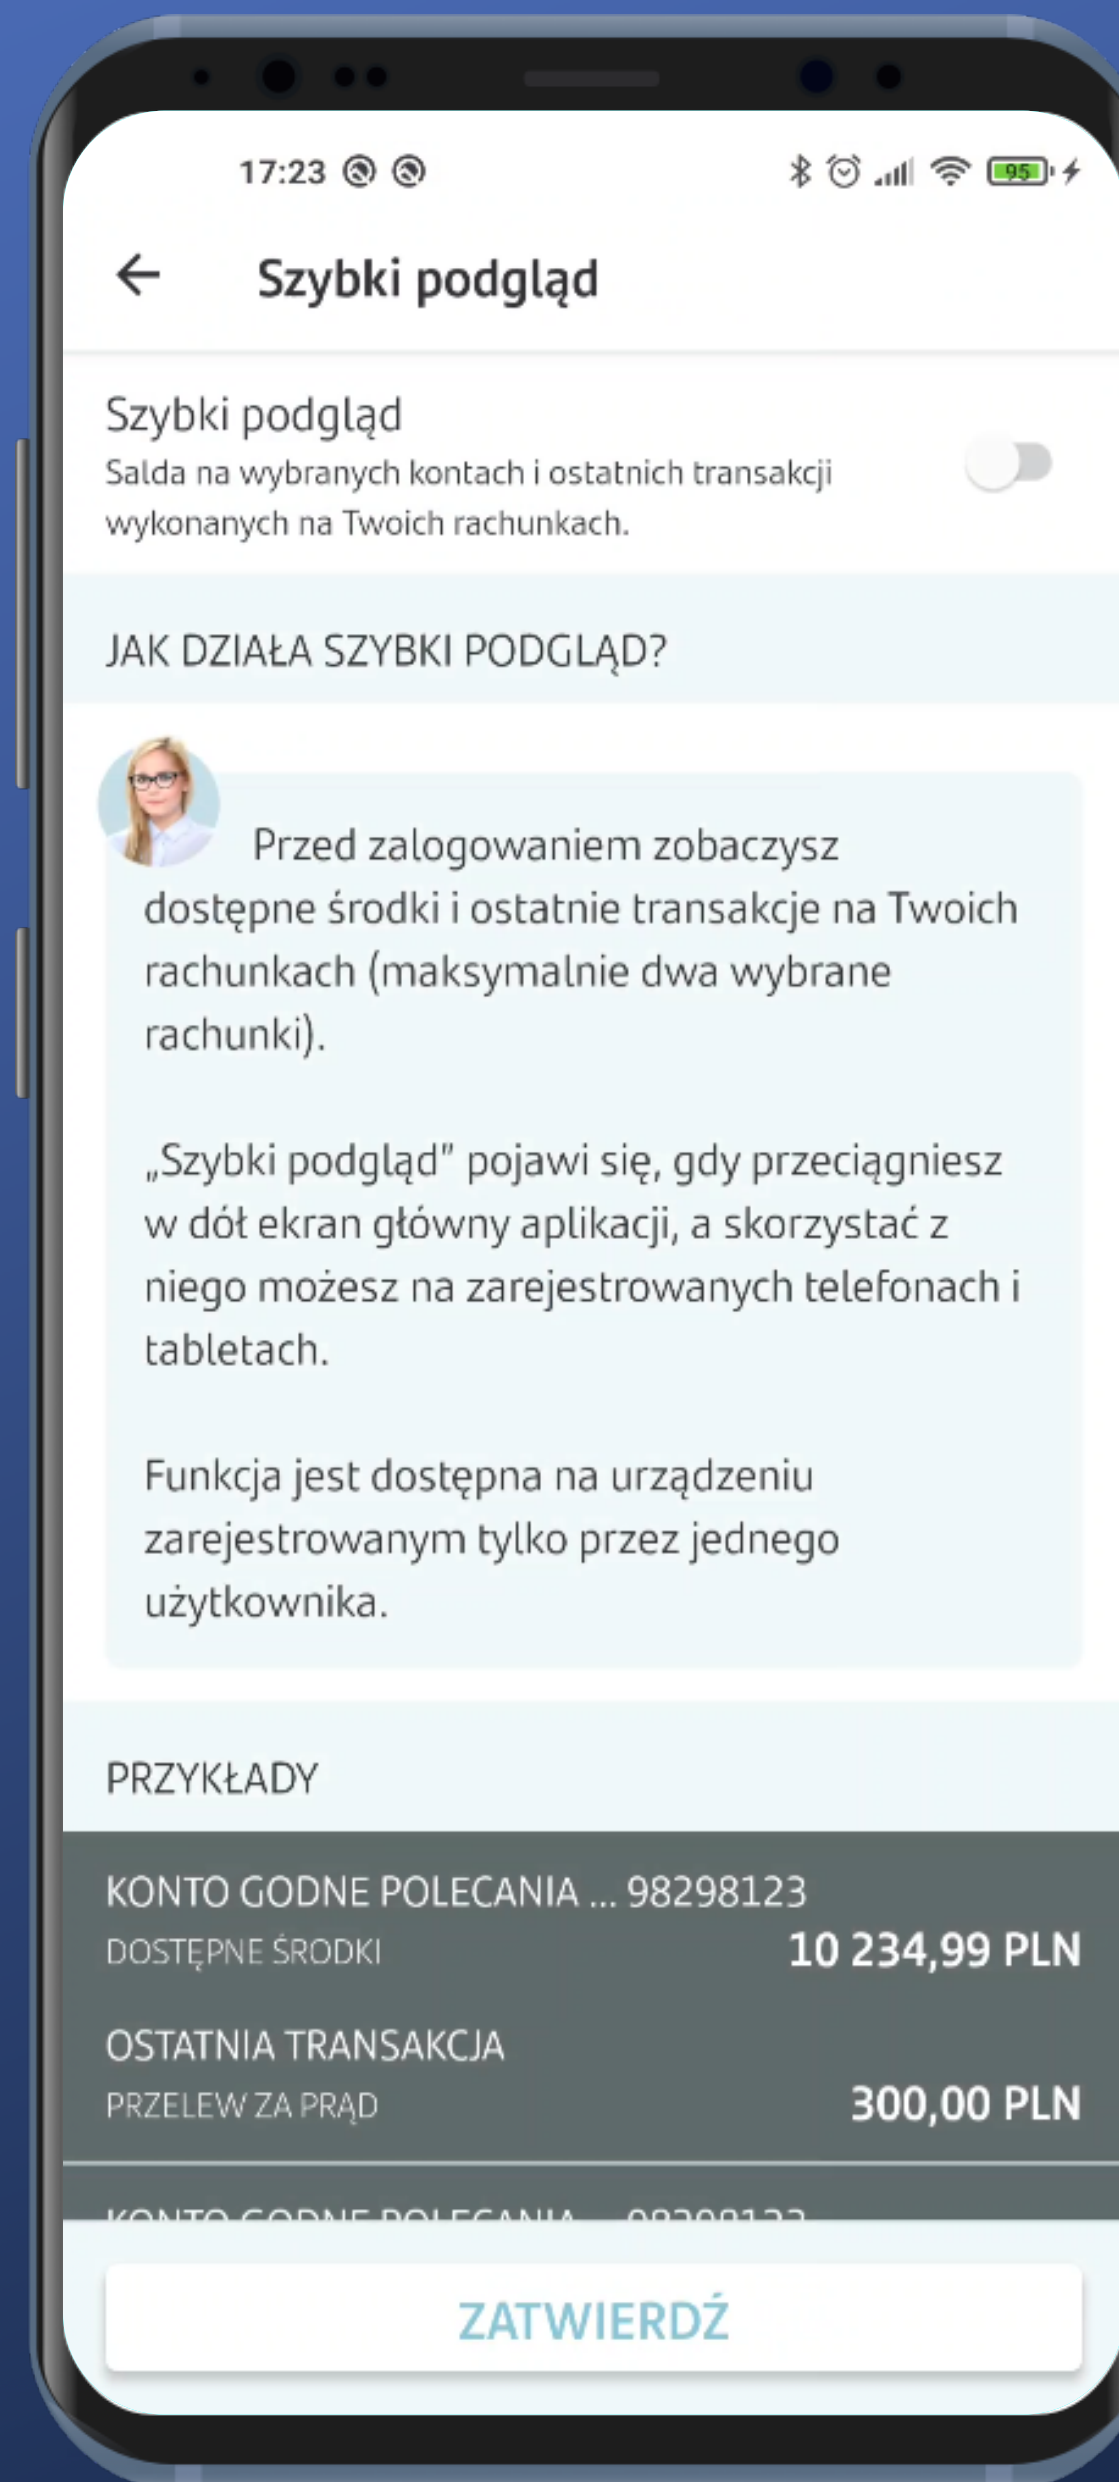 17:23
95
Szybki podgląd
Szybki podgląd
Salda na wybranych kontach i ostatnich transakcji
wykonanych na Twoich rachunkach.
JAK DZIAŁA SZYBKI PODGLĄD?
Przed zalogowaniem zobaczysz
dostępne środki i ostatnie transakcje na Twoich
rachunkach (maksymalnie dwa wybrane
rachunki).
„Szybki podgląd” pojawi się, gdy przeciągniesz
w dół ekran główny aplikacji, a skorzystać z
niego możesz na zarejestrowanych telefonach i
tabletach.
Funkcja jest dostępna na urządzeniu
zarejestrowanym tylko przez jednego
użytkownika.
PRZYKŁADY
KONTO GODNE POLECANIA ... 98298123
DOSTĘPNE ŚRODKI 10 234,99 PLN
OSTATNIA TRANSAKCJA
PRZELEW ZA PRĄD 300,00 PLN
KONTO GODNE POLECANIA ... 98298123
ZATWIERDŹ